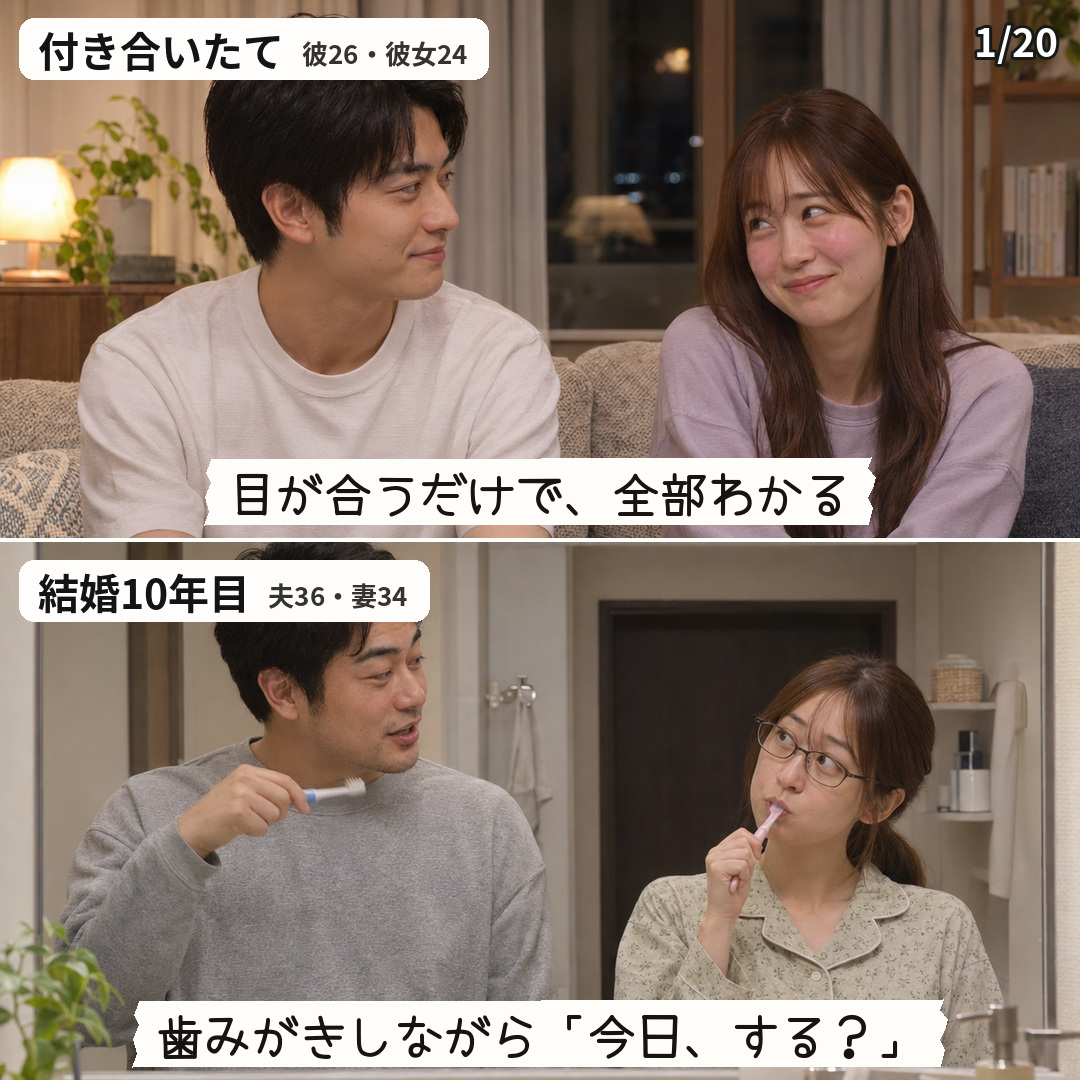 付き合いたて 彼26・彼女24
1/20
目が合うだけで、全部わかる
結婚10年目 夫36・妻34
歯みがきしながら「今日、する？」